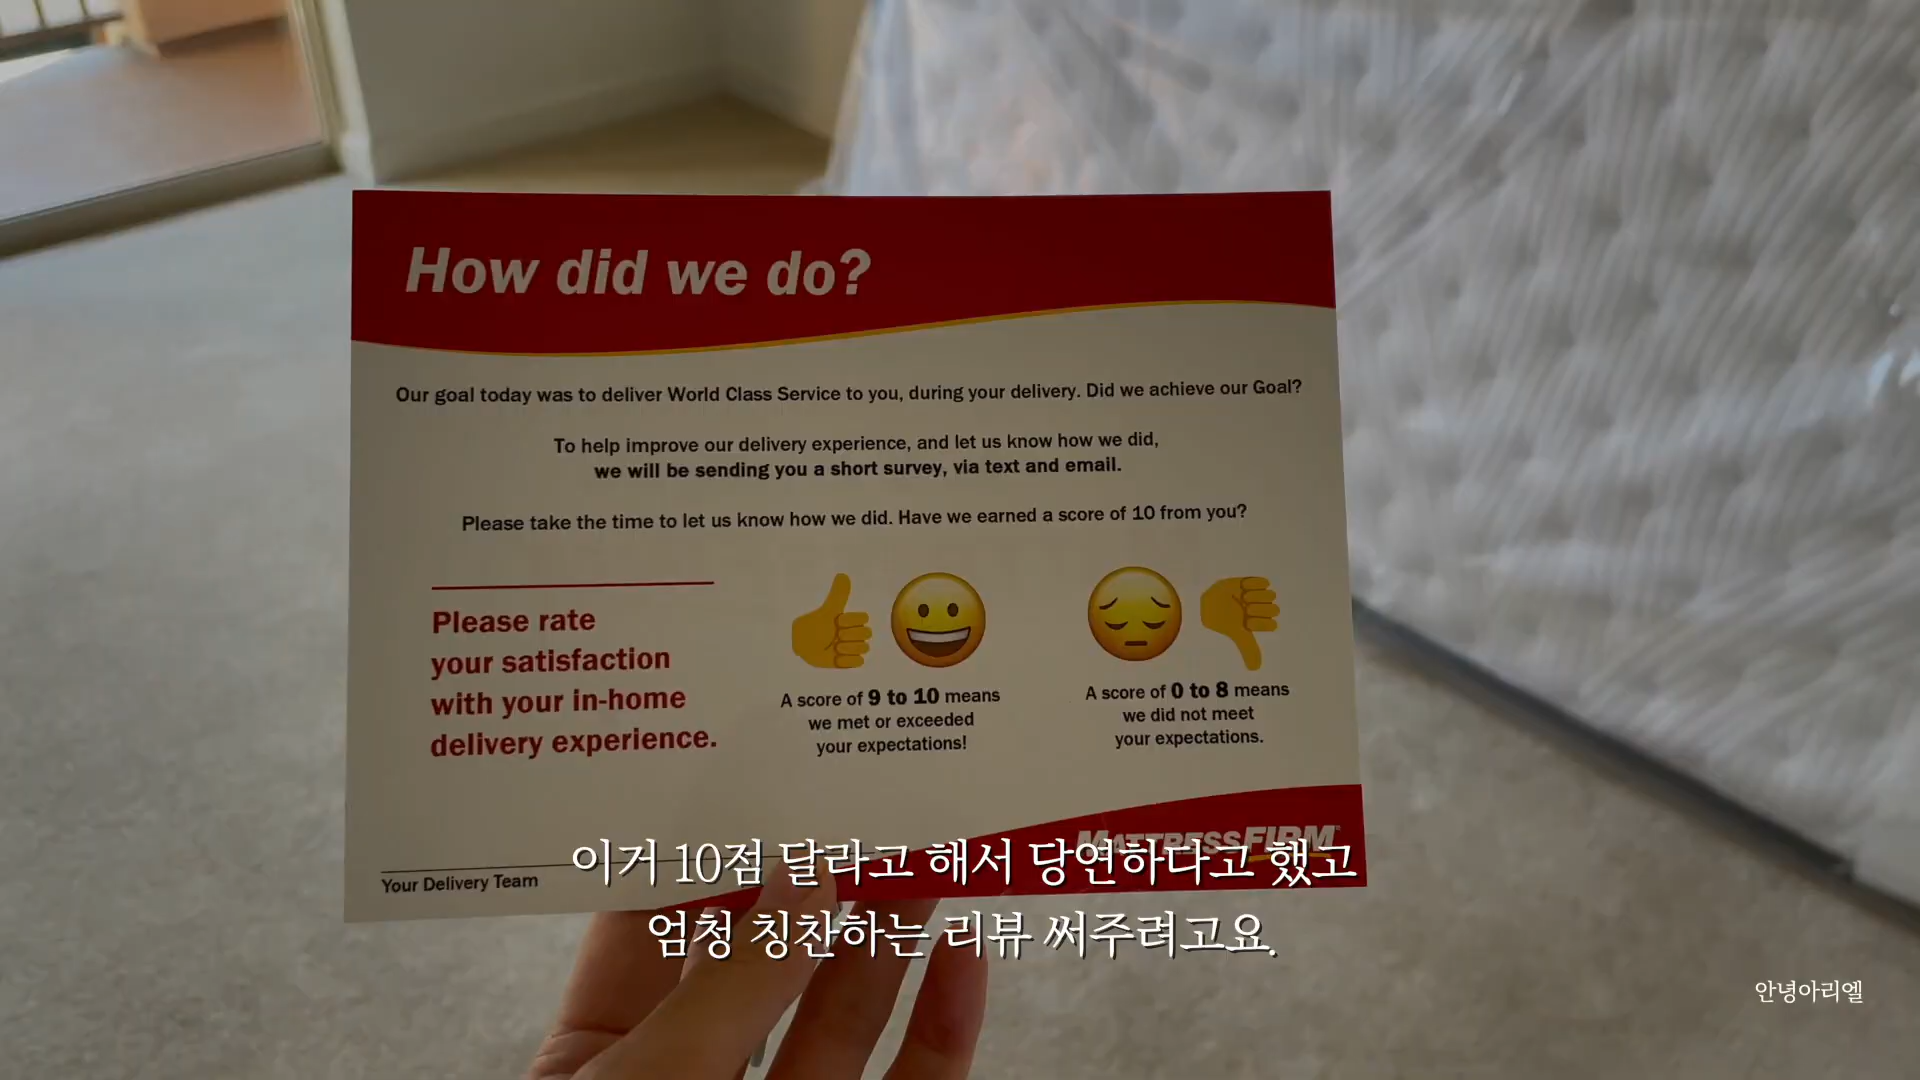 How did we do?
Our goal today was to deliver World Class Service to you, during your delivery. Did we achieve our Goal?
To help improve our delivery experience, and let us know how we did,
we will be sending you a short survey, via text and email.
Please take the time to let us know how we did. Have we earned a score of 10 from you?
Please rate
your satisfaction
with your in-home
delivery experience.
A score of 9 to 10 means
we met or exceeded
your expectations!
A score of 0 to 8 means
we did not meet
your expectations.
MATTRESSFIRM
Your Delivery Team
이거 10점 달라고 해서 당연하다고 했고
엄청 칭찬하는 리뷰 써주려고요.
안녕아리엘